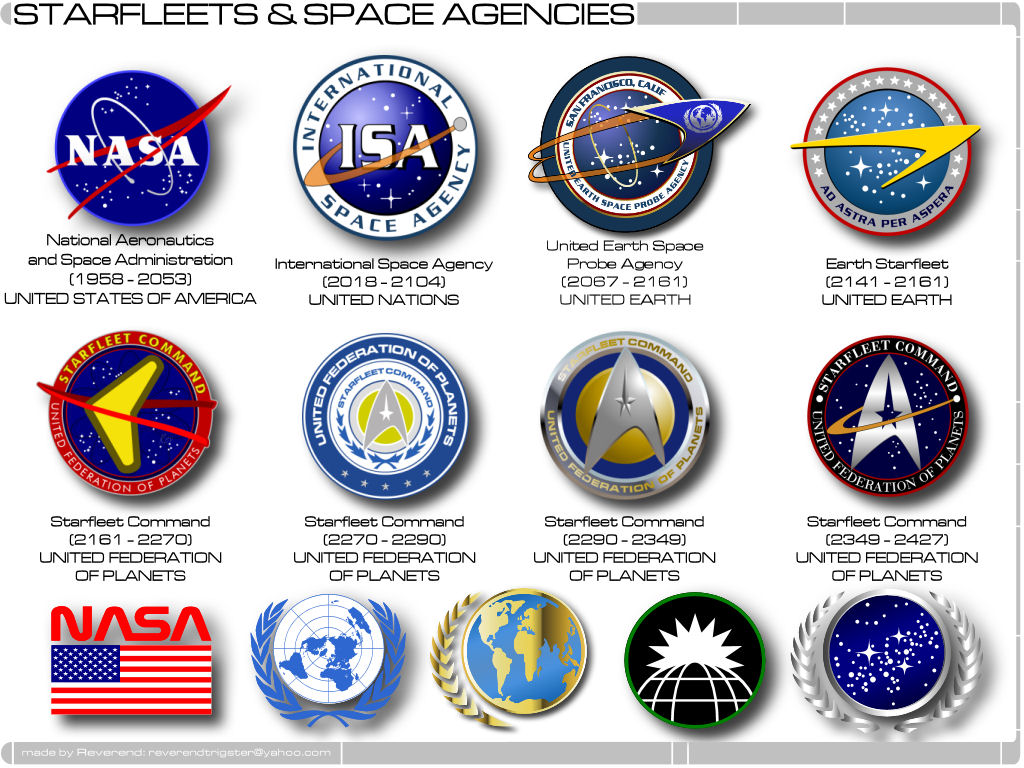 STARFLEETS & SPACE AGENCIES
NASA
INTERNATIONAL
ISA
SPACE AGENCY
SAN FRANCISCO, CALIF
UNITED EARTH SPACE PROBE AGENCY
AD ASTRA PER ASPERA
National Aeronautics
and Space Administration
(1958 - 2053)
UNITED STATES OF AMERICA
International Space Agency
(2018 - 2104)
UNITED NATIONS
United Earth Space
Probe Agency
(2067 - 2161)
UNITED EARTH
Earth Starfleet
(2141 - 2161)
UNITED EARTH
STARFLEET COMMAND
UNITED FEDERATION OF PLANETS
UNITED FEDERATION OF PLANETS
STARFLEET COMMAND
STARFLEET COMMAND
UNITED FEDERATION OF PLANETS
STARFLEET COMMAND
UNITED FEDERATION OF PLANETS
Starfleet Command
(2161 - 2270)
UNITED FEDERATION
OF PLANETS
Starfleet Command
(2270 - 2290)
UNITED FEDERATION
OF PLANETS
Starfleet Command
(2290 - 2349)
UNITED FEDERATION
OF PLANETS
Starfleet Command
(2349 - 2427)
UNITED FEDERATION
OF PLANETS
NASA
made by Reverend: reverendtrigster@yahoo.com